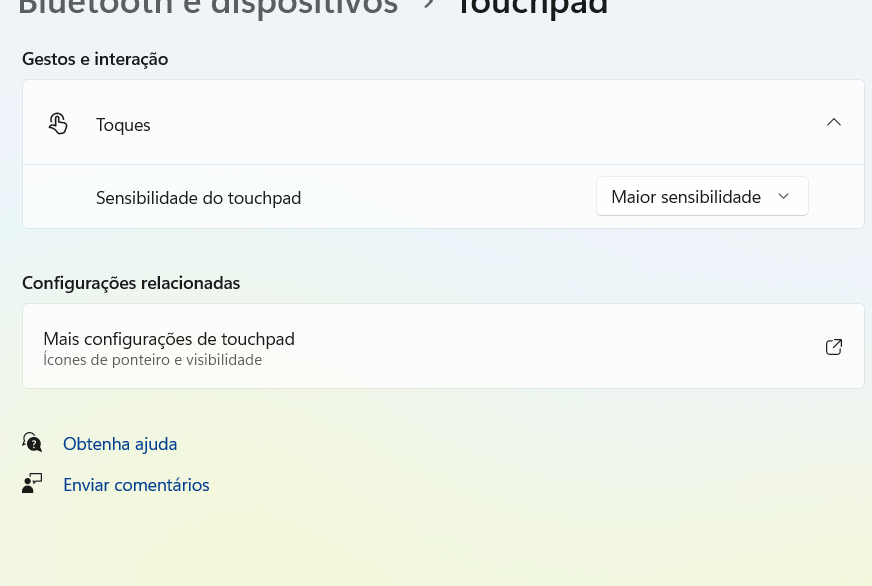 Bluetooth e dispositivos > Touchpad
Gestos e interação
Toques
Sensibilidade do touchpad Maior sensibilidade
Configurações relacionadas
Mais configurações de touchpad
Ícones de ponteiro e visibilidade
Obtenha ajuda
Enviar comentários